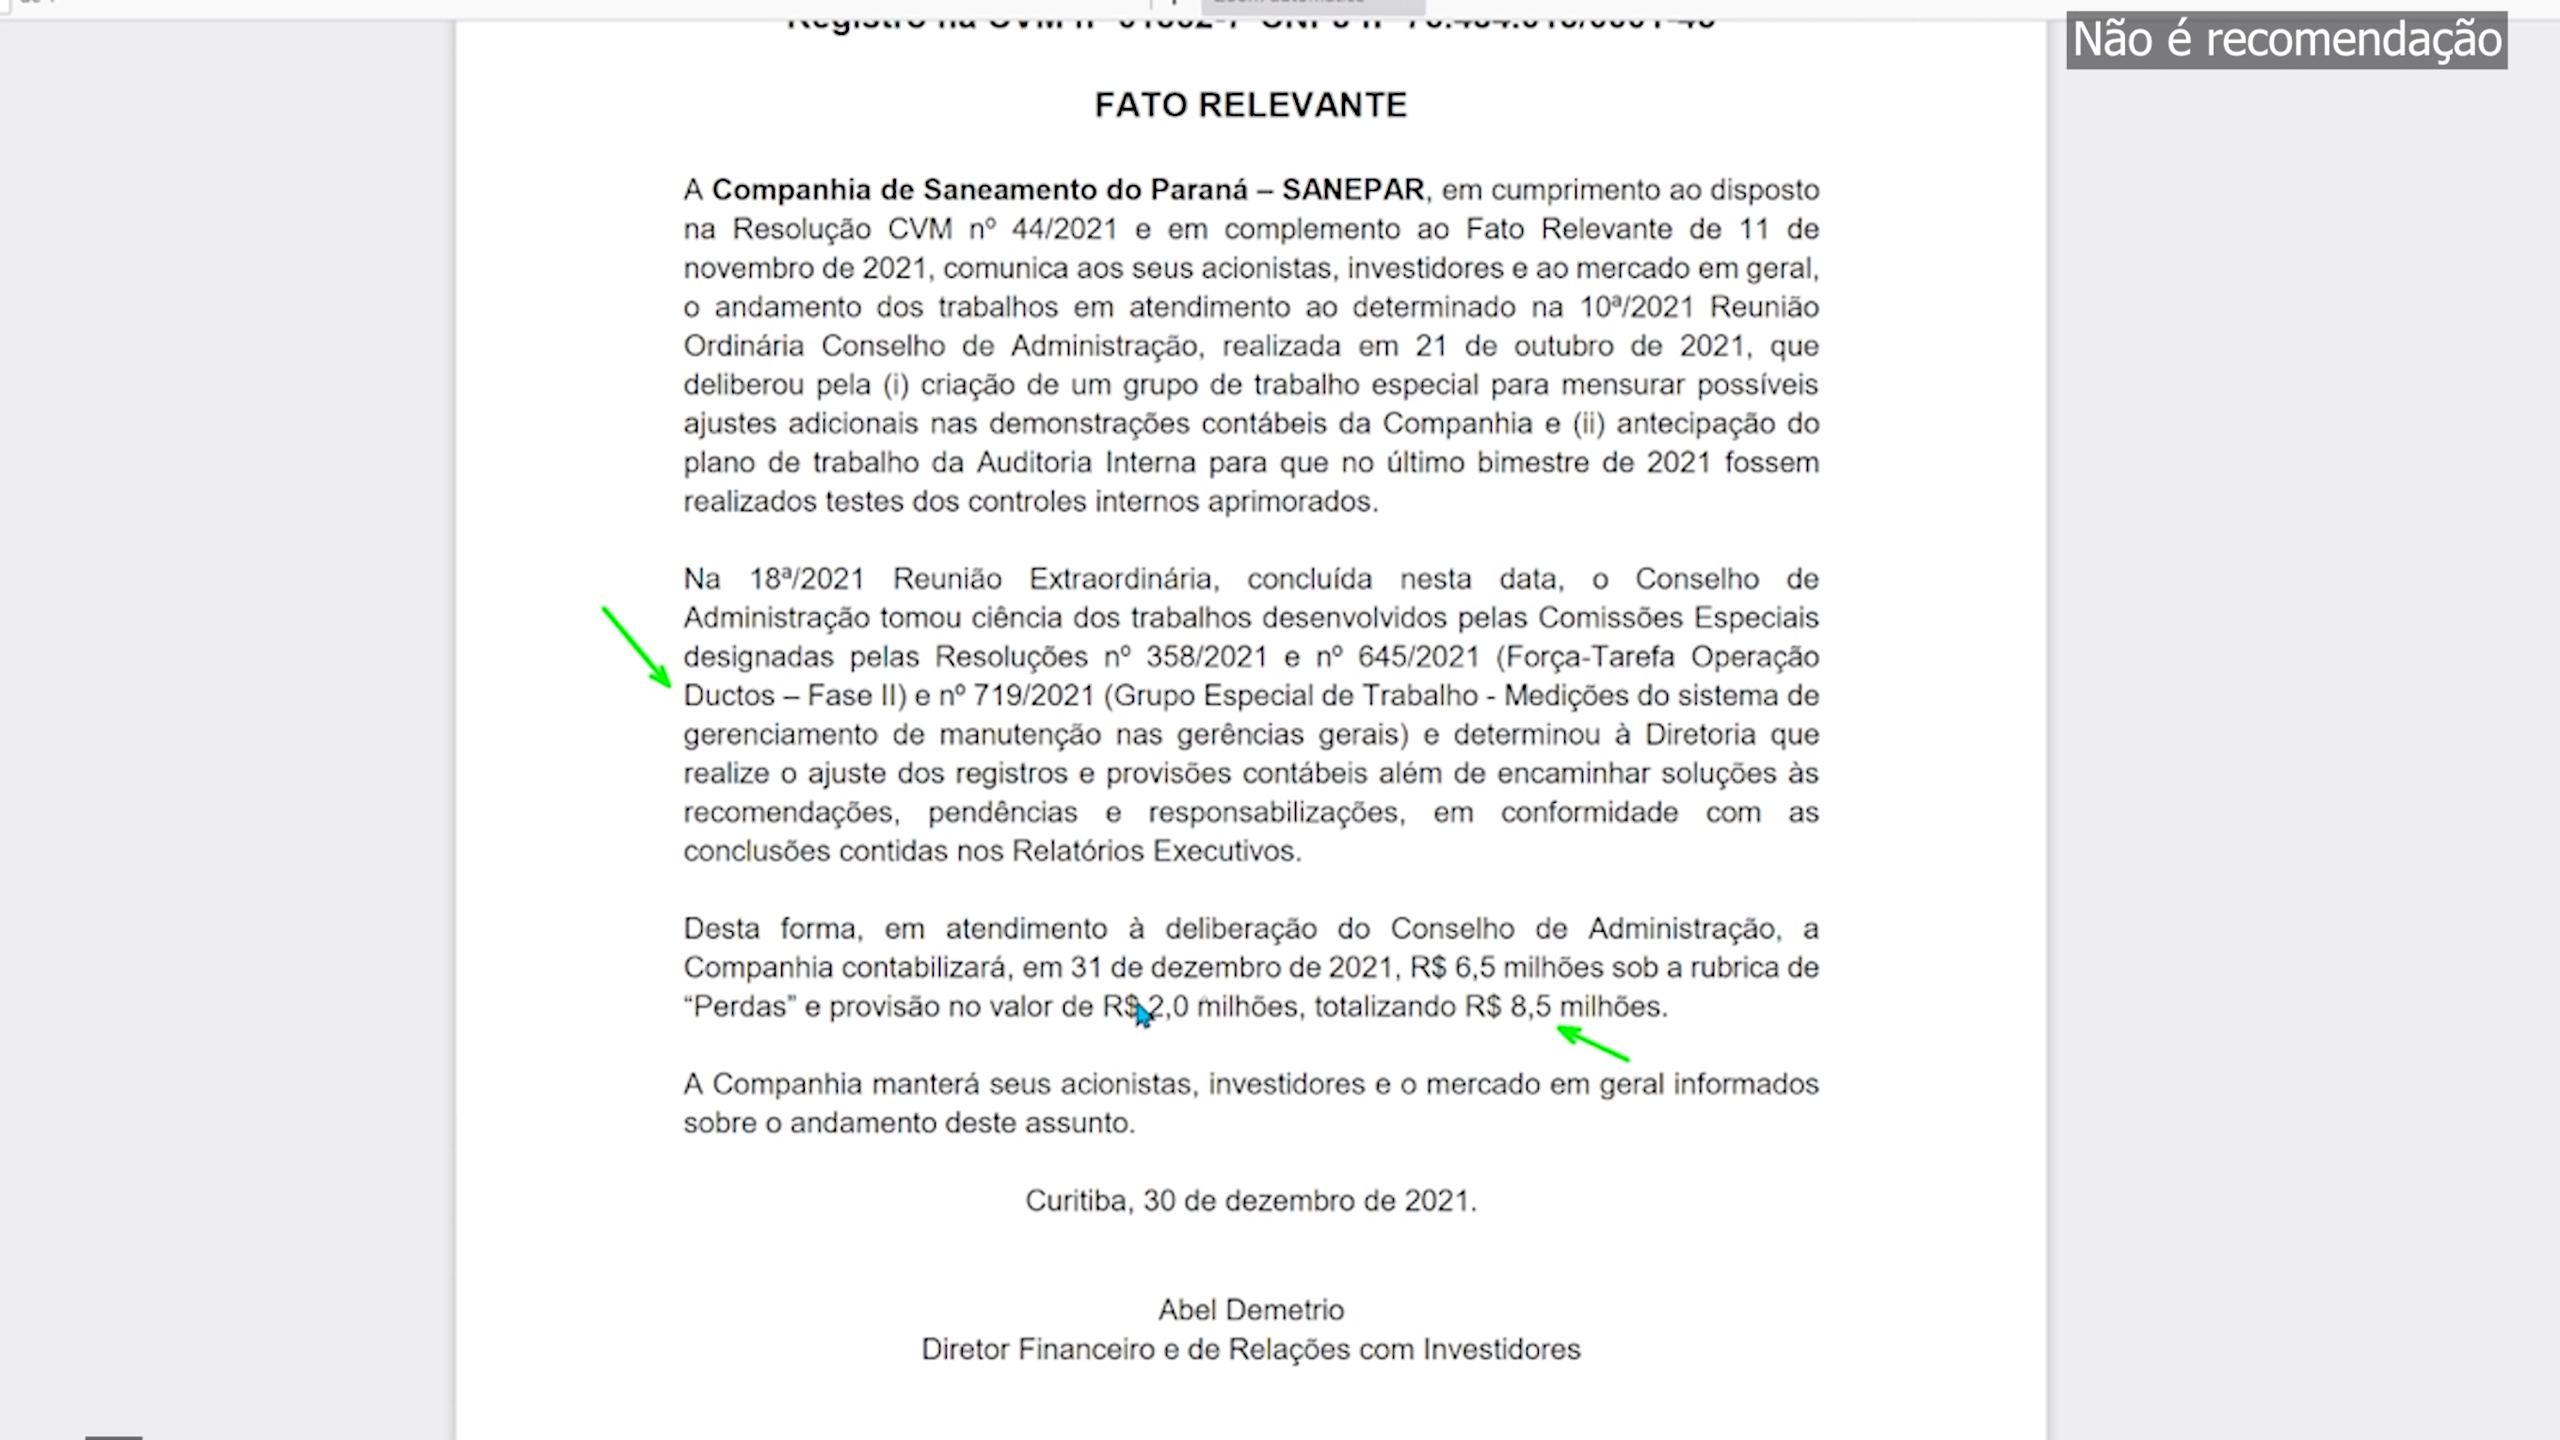 Não é recomendação
FATO RELEVANTE
A Companhia de Saneamento do Paraná – SANEPAR, em cumprimento ao disposto
na Resolução CVM nº 44/2021 e em complemento ao Fato Relevante de 11 de
novembro de 2021, comunica aos seus acionistas, investidores e ao mercado em geral,
o andamento dos trabalhos em atendimento ao determinado na 10ª/2021 Reunião
Ordinária Conselho de Administração, realizada em 21 de outubro de 2021, que
deliberou pela (i) criação de um grupo de trabalho especial para mensurar possíveis
ajustes adicionais nas demonstrações contábeis da Companhia e (ii) antecipação do
plano de trabalho da Auditoria Interna para que no último bimestre de 2021 fossem
realizados testes dos controles internos aprimorados.
Na 18ª/2021 Reunião Extraordinária, concluída nesta data, o Conselho de
Administração tomou ciência dos trabalhos desenvolvidos pelas Comissões Especiais
designadas pelas Resoluções nº 358/2021 e nº 645/2021 (Força-Tarefa Operação
Ductos – Fase II) e nº 719/2021 (Grupo Especial de Trabalho - Medições do sistema de
gerenciamento de manutenção nas gerências gerais) e determinou à Diretoria que
realize o ajuste dos registros e provisões contábeis além de encaminhar soluções às
recomendações, pendências e responsabilizações, em conformidade com as
conclusões contidas nos Relatórios Executivos.
Desta forma, em atendimento à deliberação do Conselho de Administração, a
Companhia contabilizará, em 31 de dezembro de 2021, R$ 6,5 milhões sob a rubrica de
“Perdas” e provisão no valor de R$ 2,0 milhões, totalizando R$ 8,5 milhões.
A Companhia manterá seus acionistas, investidores e o mercado em geral informados
sobre o andamento deste assunto.
Curitiba, 30 de dezembro de 2021.
Abel Demetrio
Diretor Financeiro e de Relações com Investidores